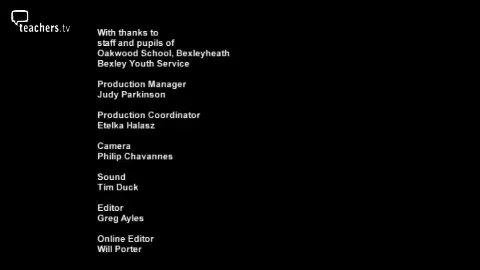 teachers.tv
With thanks to
staff and pupils of
Oakwood School, Bexleyheath
Bexley Youth Service
Production Manager
Judy Parkinson
Production Coordinator
Etelka Halasz
Camera
Philip Chavannes
Sound
Tim Duck
Editor
Greg Ayles
Online Editor
Will Porter